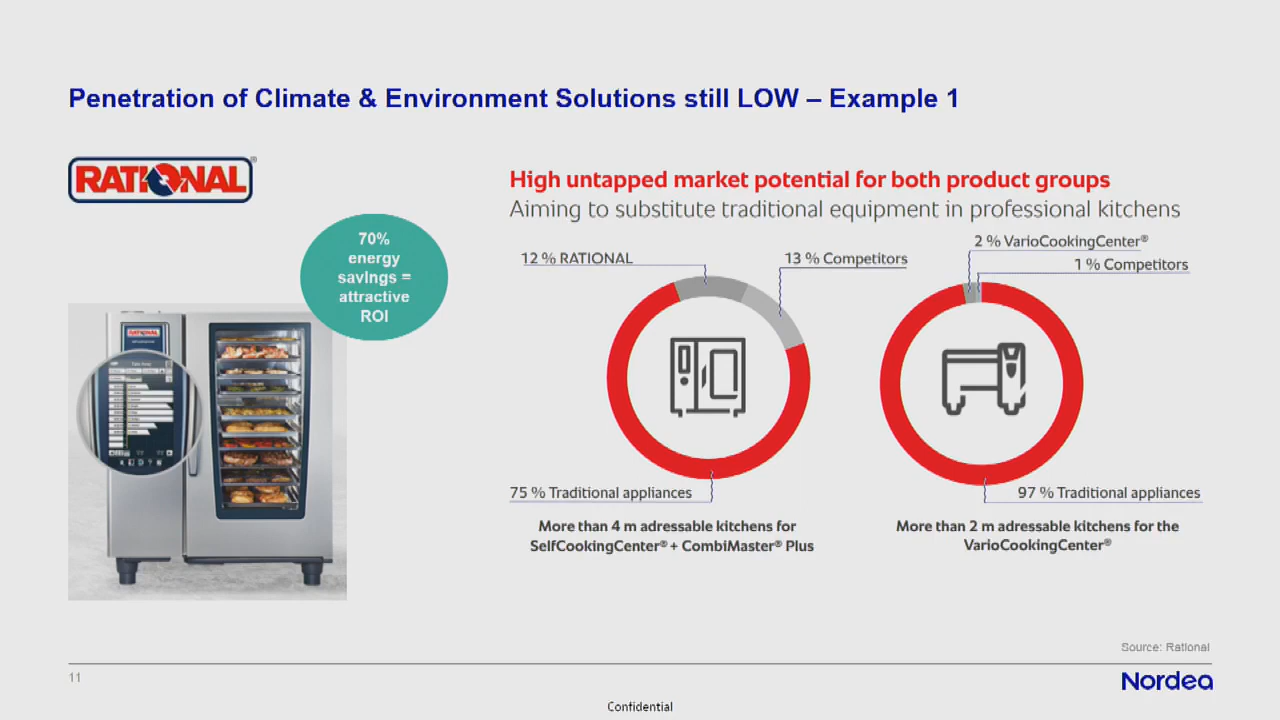 Penetration of Climate & Environment Solutions still LOW – Example 1
RATIONAL®
70%
energy
savings =
attractive
ROI
RATIONAL
High untapped market potential for both product groups
Aiming to substitute traditional equipment in professional kitchens
12 % RATIONAL
13 % Competitors
75 % Traditional appliances
More than 4 m adressable kitchens for
SelfCookingCenter® + CombiMaster® Plus
2 % VarioCookingCenter®
1 % Competitors
97 % Traditional appliances
More than 2 m adressable kitchens for the
VarioCookingCenter®
Source: Rational
11
Nordea
Confidential